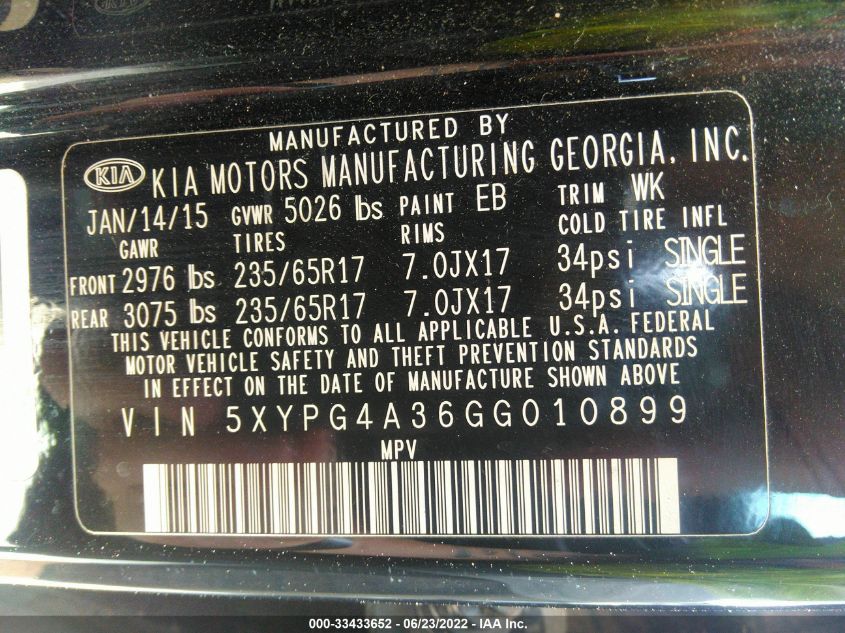 MANUFACTURED BY
KIA KIA MOTORS MANUFACTURING GEORGIA, INC.
JAN/14/15 GVWR 5026 lbs PAINT EB TRIM WK
GAWR TIRES RIMS COLD TIRE INFL
FRONT 2976 lbs 235/65R17 7.0JX17 34psi SINGLE
REAR 3075 lbs 235/65R17 7.0JX17 34psi SINGLE
THIS VEHICLE CONFORMS TO ALL APPLICABLE U.S.A. FEDERAL
MOTOR VEHICLE SAFETY AND THEFT PREVENTION STANDARDS
IN EFFECT ON THE DATE OF MANUFACTURE SHOWN ABOVE
VIN 5XYPG4A36GG010899
MPV
000-33433652 - 06/23/2022 - IAA Inc.